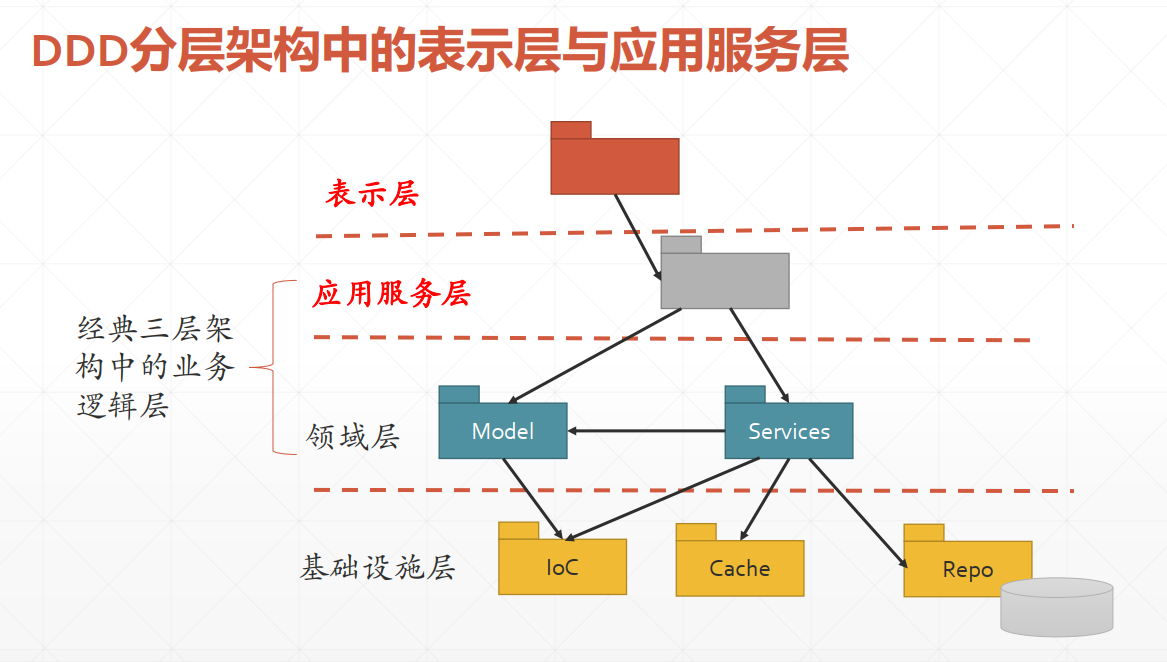 DDD分层架构中的表示层与应用服务层
表示层
应用服务层
经典三层架
构中的业务
逻辑层
Model
Services
领域层
基础设施层
IoC
Cache
Repo